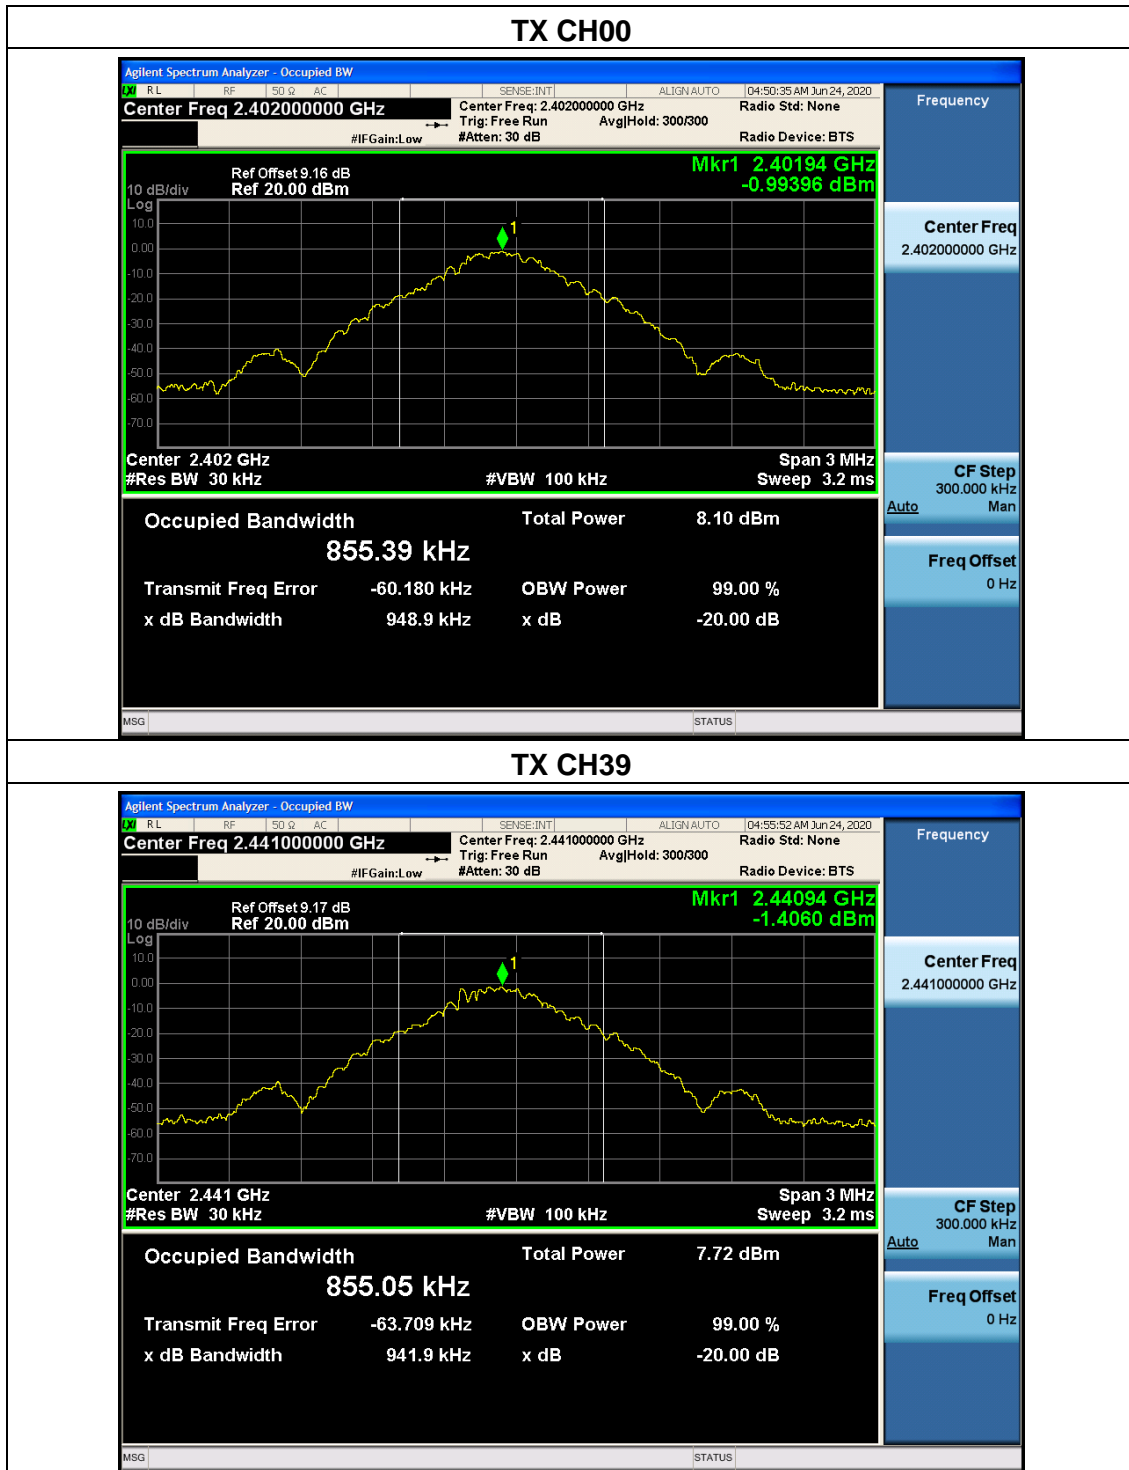 TX CH00
Agilent Spectrum Analyzer - Occupied BW
LXI RL RF 50 Ω AC SENSE:INT ALIGN AUTO 04:50:35 AM Jun 24, 2020
Center Freq 2.402000000 GHz Center Freq: 2.402000000 GHz Radio Std: None Frequency
Trig: Free Run Avg|Hold: 300/300
#IFGain:Low #Atten: 30 dB Radio Device: BTS
Mkr1 2.40194 GHz
Ref Offset 9.16 dB
10 dB/div Ref 20.00 dBm -0.99396 dBm
Log
10.0
0.00
-10.0
-20.0
-30.0
-40.0
-50.0
-60.0
-70.0
1
Center Freq
2.402000000 GHz
Center 2.402 GHz Span 3 MHz
#Res BW 30 kHz #VBW 100 kHz Sweep 3.2 ms
CF Step
300.000 kHz
Auto Man
Occupied Bandwidth Total Power 8.10 dBm
855.39 kHz
Freq Offset
0 Hz
Transmit Freq Error -60.180 kHz OBW Power 99.00 %
x dB Bandwidth 948.9 kHz x dB -20.00 dB
MSG STATUS
TX CH39
Agilent Spectrum Analyzer - Occupied BW
LXI RL RF 50 Ω AC SENSE:INT ALIGN AUTO 04:55:52 AM Jun 24, 2020
Center Freq 2.441000000 GHz Center Freq: 2.441000000 GHz Radio Std: None Frequency
Trig: Free Run Avg|Hold: 300/300
#IFGain:Low #Atten: 30 dB Radio Device: BTS
Mkr1 2.44094 GHz
Ref Offset 9.17 dB
10 dB/div Ref 20.00 dBm -1.4060 dBm
Log
10.0
0.00
-10.0
-20.0
-30.0
-40.0
-50.0
-60.0
-70.0
1
Center Freq
2.441000000 GHz
Center 2.441 GHz Span 3 MHz
#Res BW 30 kHz #VBW 100 kHz Sweep 3.2 ms
CF Step
300.000 kHz
Auto Man
Occupied Bandwidth Total Power 7.72 dBm
855.05 kHz
Freq Offset
0 Hz
Transmit Freq Error -63.709 kHz OBW Power 99.00 %
x dB Bandwidth 941.9 kHz x dB -20.00 dB
MSG STATUS